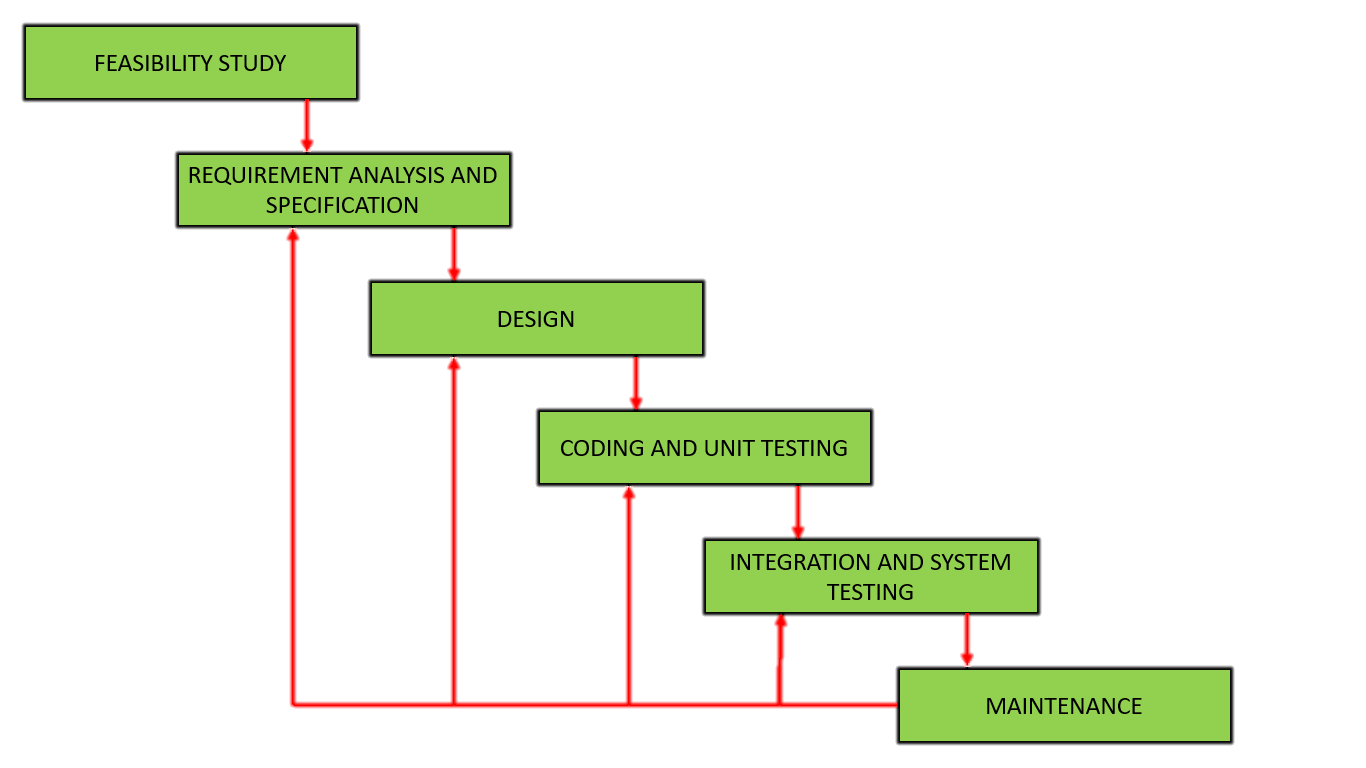 FEASIBILITY STUDY
REQUIREMENT ANALYSIS AND
SPECIFICATION
DESIGN
CODING AND UNIT TESTING
INTEGRATION AND SYSTEM
TESTING
MAINTENANCE